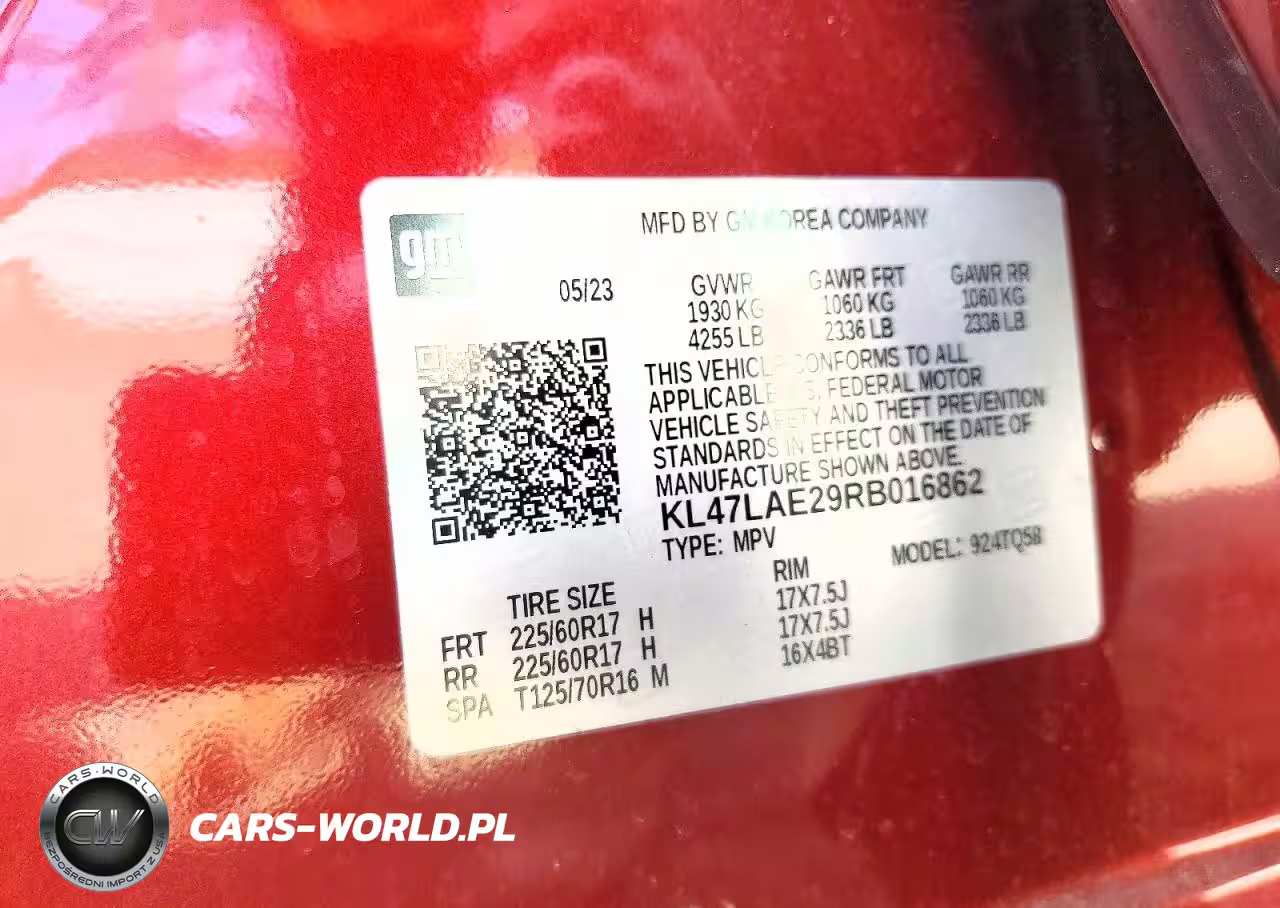 gm
MFD BY GM KOREA COMPANY
05/23
GVWR GAWR FRT GAWR RR
1930 KG 1060 KG 1060 KG
4255 LB 2336 LB 2336 LB
THIS VEHICLE CONFORMS TO ALL
APPLICABLE U.S. FEDERAL MOTOR
VEHICLE SAFETY AND THEFT PREVENTION
STANDARDS IN EFFECT ON THE DATE OF
MANUFACTURE SHOWN ABOVE.
KL47LAE29RB016862
TYPE: MPV MODEL: 924TQ58
TIRE SIZE RIM
FRT 225/60R17 H 17X7.5J
RR 225/60R17 H 17X7.5J
SPA T125/70R16 M 16X4BT
CARS-WORLD
CW
BEZPOŚREDNI IMPORT Z USA
CARS-WORLD.PL